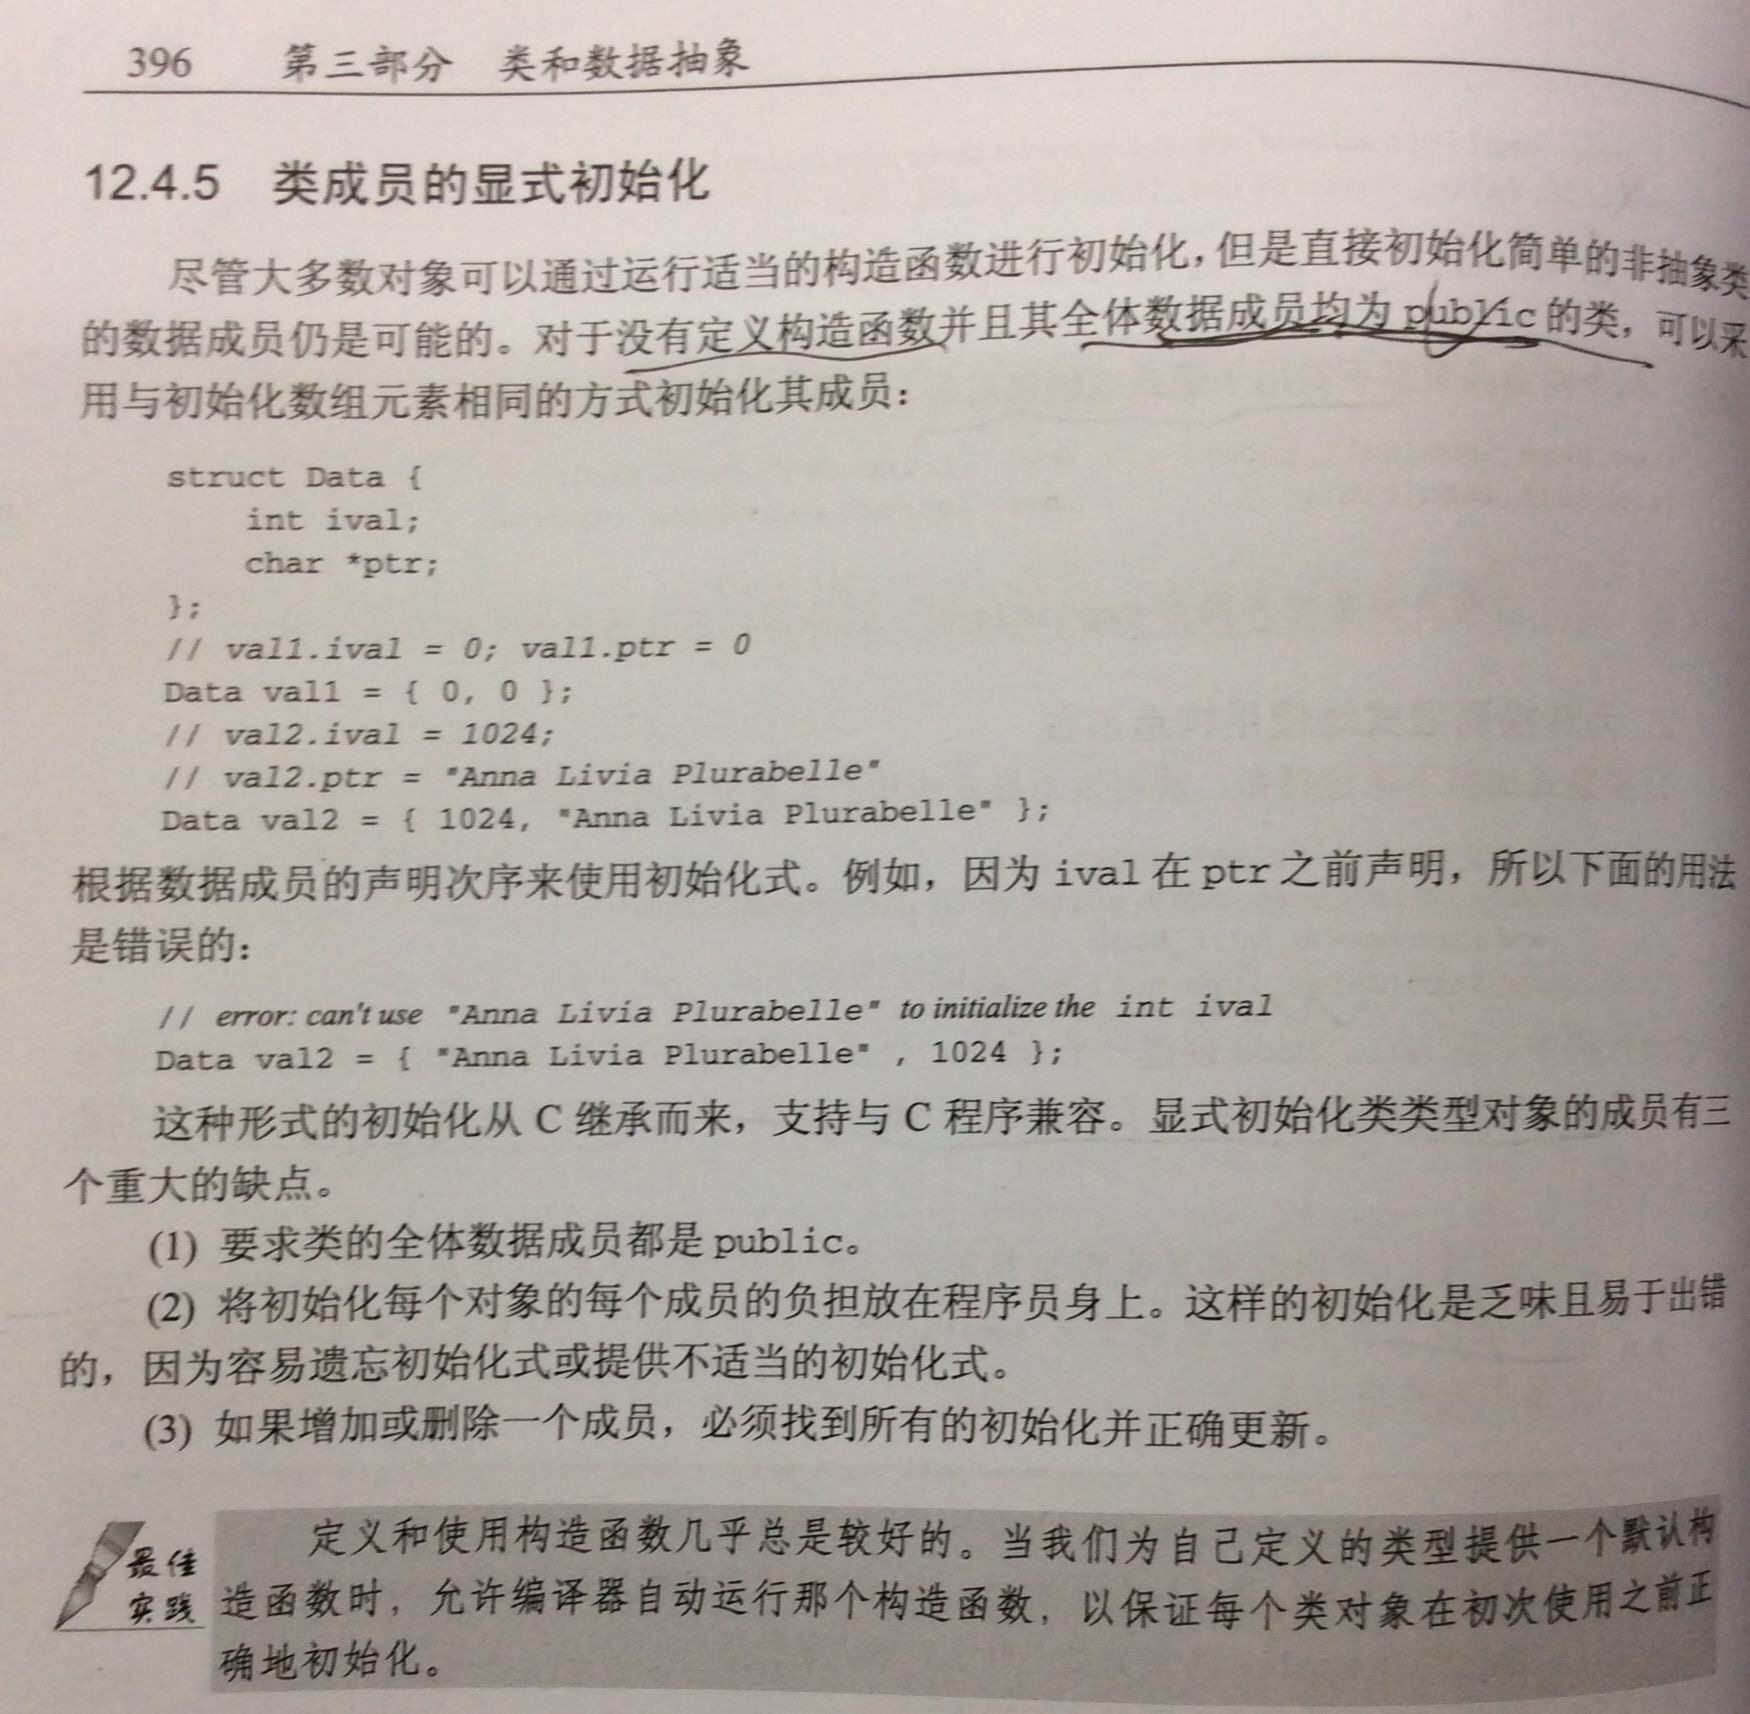 396 第三部分 类和数据抽象
12.4.5 类成员的显式初始化
尽管大多数对象可以通过运行适当的构造函数进行初始化，但是直接初始化简单的非抽象类
的数据成员仍是可能的。对于没有定义构造函数并且其全体数据成员均为 public 的类，可以采
用与初始化数组元素相同的方式初始化其成员：
struct Data {
int ival;
char *ptr;
};
// val1.ival = 0; val1.ptr = 0
Data val1 = { 0, 0 };
// val2.ival = 1024;
// val2.ptr = "Anna Livia Plurabelle"
Data val2 = { 1024, "Anna Livia Plurabelle" };
根据数据成员的声明次序来使用初始化式。例如，因为 ival 在 ptr 之前声明，所以下面的用法
是错误的：
// error: can't use "Anna Livia Plurabelle" to initialize the int ival
Data val2 = { "Anna Livia Plurabelle" , 1024 };
这种形式的初始化从 C 继承而来，支持与 C 程序兼容。显式初始化类类型对象的成员有三
个重大的缺点。
(1) 要求类的全体数据成员都是 public。
(2) 将初始化每个对象的每个成员的负担放在程序员身上。这样的初始化是乏味且易于出错
的，因为容易遗忘初始化式或提供不适当的初始化式。
(3) 如果增加或删除一个成员，必须找到所有的初始化并正确更新。
最佳
实践
定义和使用构造函数几乎总是较好的。当我们为自己定义的类型提供一个默认构
造函数时，允许编译器自动运行那个构造函数，以保证每个类对象在初次使用之前正
确地初始化。